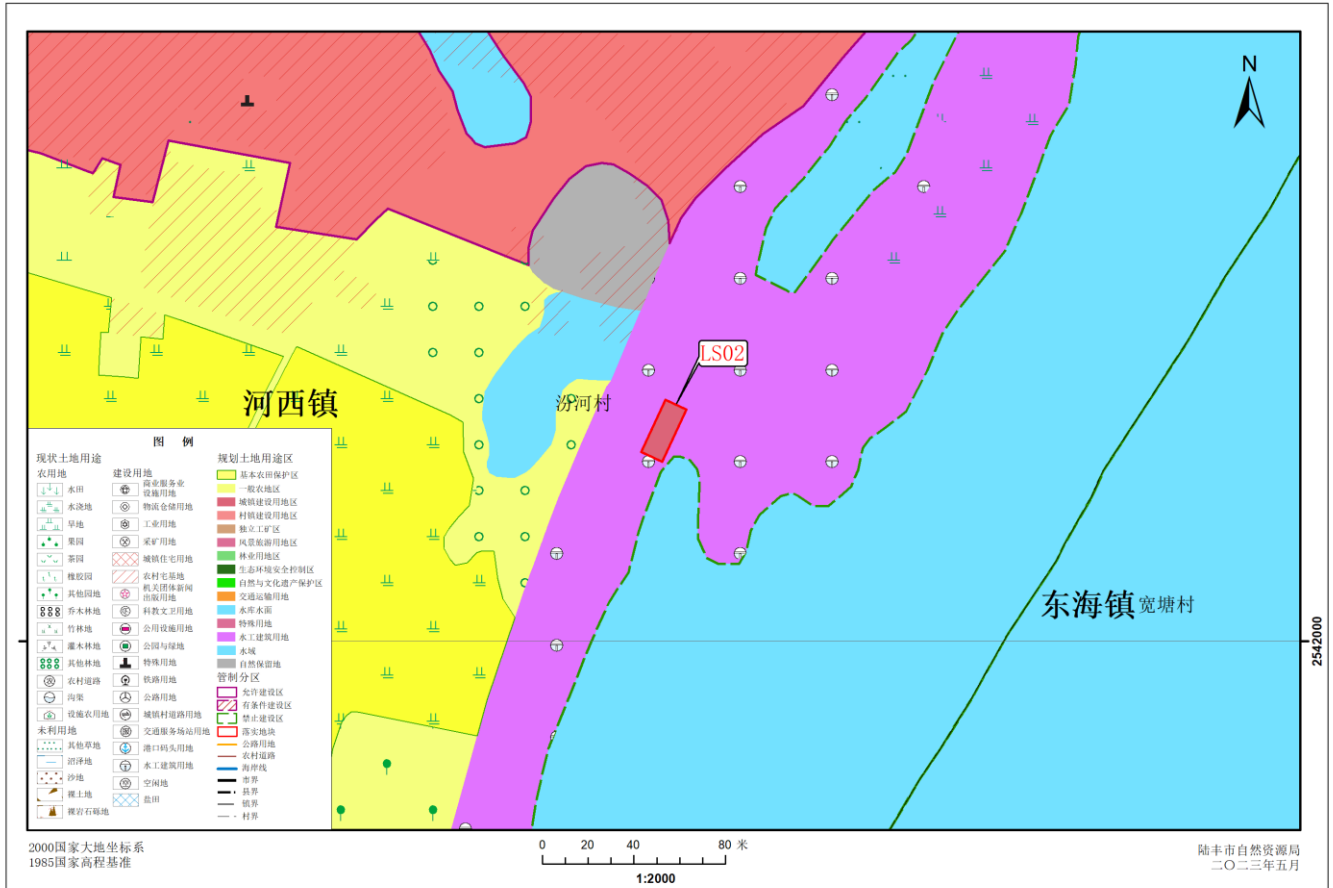 N
LS02
汾河村
河西镇
东海镇
宽塘村
2542000
图 例
现状土地用途
农用地
水田
水浇地
旱地
果园
茶园
橡胶园
其他园地
乔木林地
竹林地
灌木林地
其他林地
农村道路
沟渠
设施农用地
未利用地
其他草地
沼泽地
沙地
裸土地
裸岩石砾地
建设用地
商业服务业
设施用地
物流仓储用地
工业用地
采矿用地
城镇住宅用地
农村宅基地
机关团体新闻
出版用地
科教文卫用地
公用设施用地
公园与绿地
特殊用地
铁路用地
公路用地
城镇村道路用地
交通服务场站用地
港口码头用地
水工建筑用地
空闲地
盐田
规划土地用途区
基本农田保护区
一般农地区
城镇建设用地区
村镇建设用地区
独立工矿区
风景旅游用地区
林业用地区
生态环境安全控制区
自然与文化遗产保护区
交通运输用地
水库水面
特殊用地
水工建筑用地
水域
自然保留地
管制分区
允许建设区
有条件建设区
禁止建设区
落实地块
公路用地
农村道路
海岸线
市界
县界
镇界
村界
2000国家大地坐标系
1985国家高程基准
0 20 40 80 米
1:2000
陆丰市自然资源局
二〇二三年五月